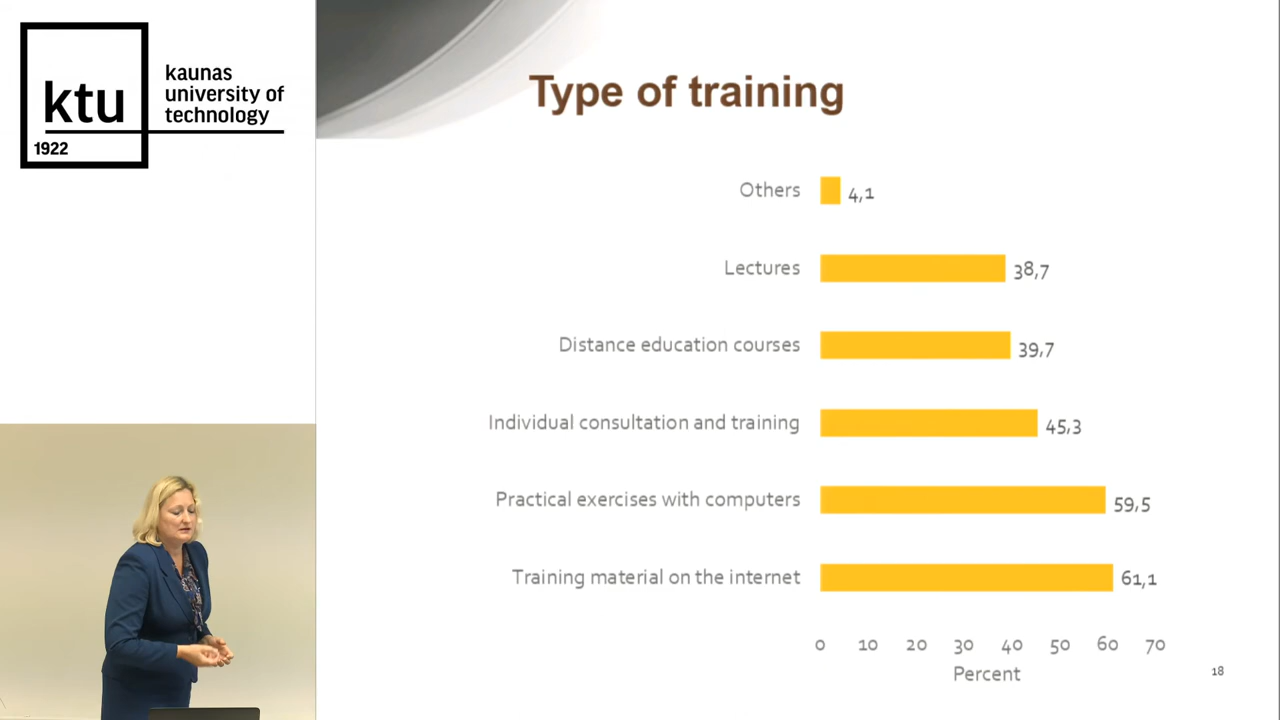 ktu
1922
kaunas
university of
technology
Type of training
Others 4,1
Lectures 38,7
Distance education courses 39,7
Individual consultation and training 45,3
Practical exercises with computers 59,5
Training material on the internet 61,1
0 10 20 30 40 50 60 70
Percent
18